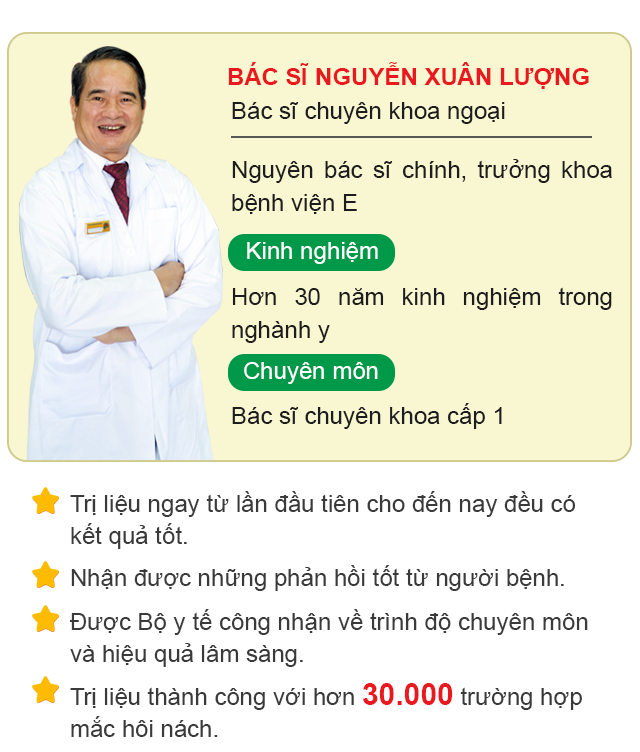 BÁC SĨ NGUYỄN XUÂN LƯỢNG
Bác sĩ chuyên khoa ngoại
Nguyên bác sĩ chính, trưởng khoa
bệnh viện E
Kinh nghiệm
Hơn 30 năm kinh nghiệm trong
nghành y
Chuyên môn
Bác sĩ chuyên khoa cấp 1
Trị liệu ngay từ lần đầu tiên cho đến nay đều có
kết quả tốt.
Nhận được những phản hồi tốt từ người bệnh.
Được Bộ y tế công nhận về trình độ chuyên môn
và hiệu quả lâm sàng.
Trị liệu thành công với hơn 30.000 trường hợp
mắc hôi nách.